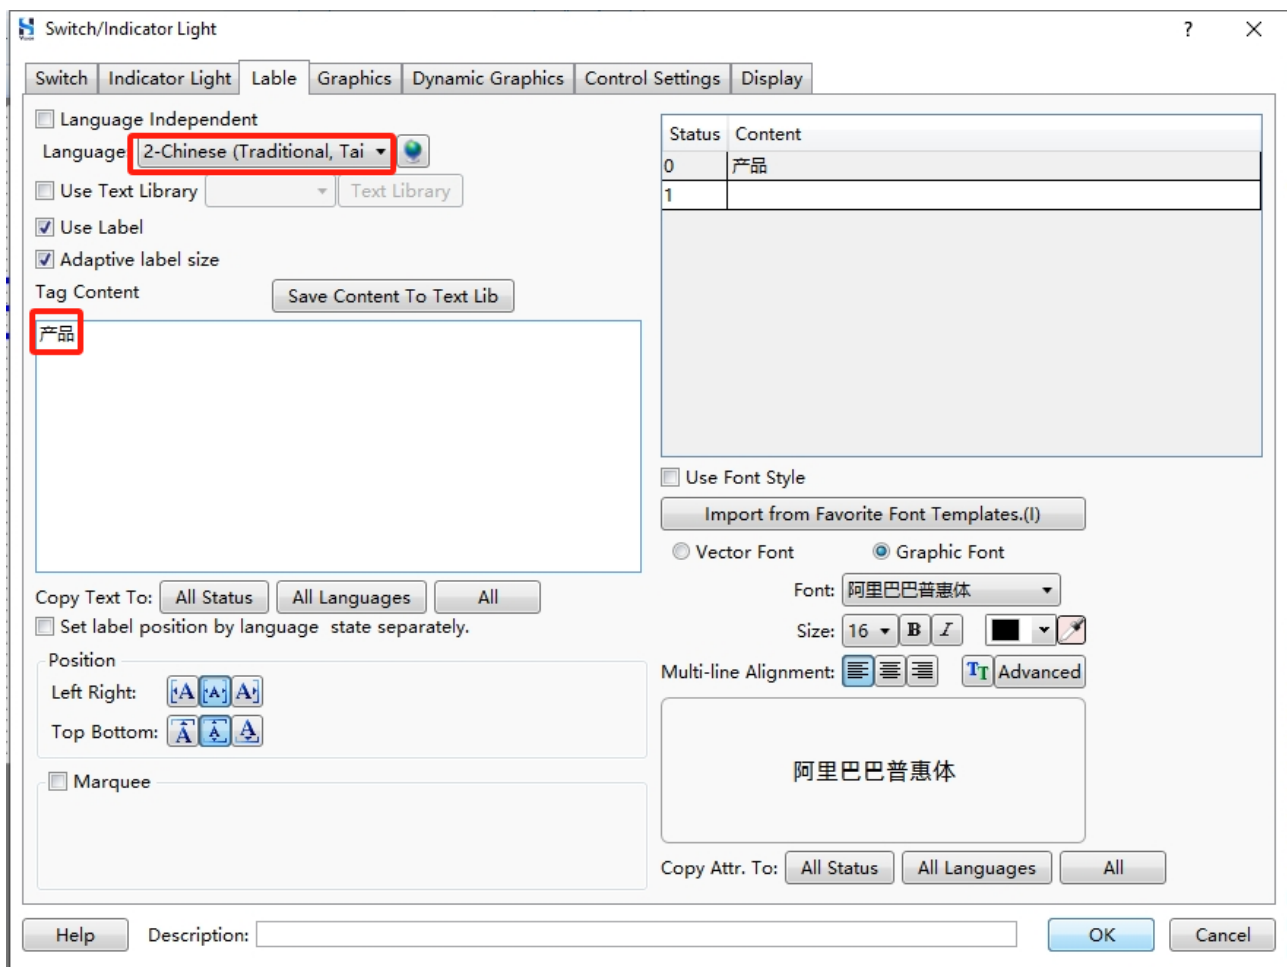 Switch/Indicator Light
Switch Indicator Light Lable Graphics Dynamic Graphics Control Settings Display
Language Independent
Language: 2-Chinese (Traditional, Tai
Use Text Library Text Library
Use Label
Adaptive label size
Tag Content Save Content To Text Lib
产品
Copy Text To: All Status All Languages All
Set label position by language state separately.
Position
Left Right: A A A
Top Bottom: A A A
Marquee
Status Content
0 产品
1
Use Font Style
Import from Favorite Font Templates.(I)
Vector Font Graphic Font
Font: 阿里巴巴普惠体
Size: 16 B I
Multi-line Alignment: TT Advanced
阿里巴巴普惠体
Copy Attr. To: All Status All Languages All
Help Description: OK Cancel